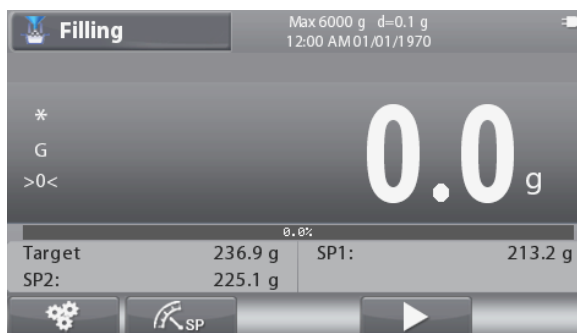 Filling
Max 6000 g d=0.1 g
12:00 AM 01/01/1970
*
G
>0<
0.0 g
0.0%
Target 236.9 g SP1: 213.2 g
SP2: 225.1 g
SP